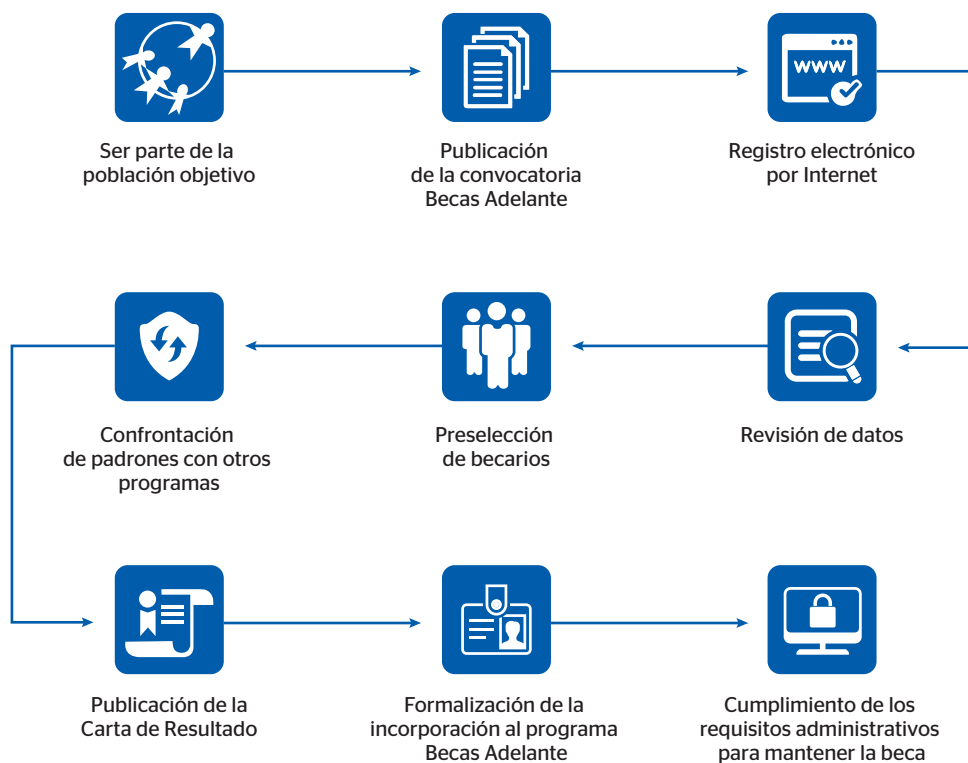 Ser parte de la
población objetivo
Publicación
de la convocatoria
Becas Adelante
www
Registro electrónico
por Internet
Revisión de datos
Preselección
de becarios
Confrontación
de padrones con otros
programas
Publicación de la
Carta de Resultado
Formalización de la
incorporación al programa
Becas Adelante
Cumplimiento de los
requisitos administrativos
para mantener la beca